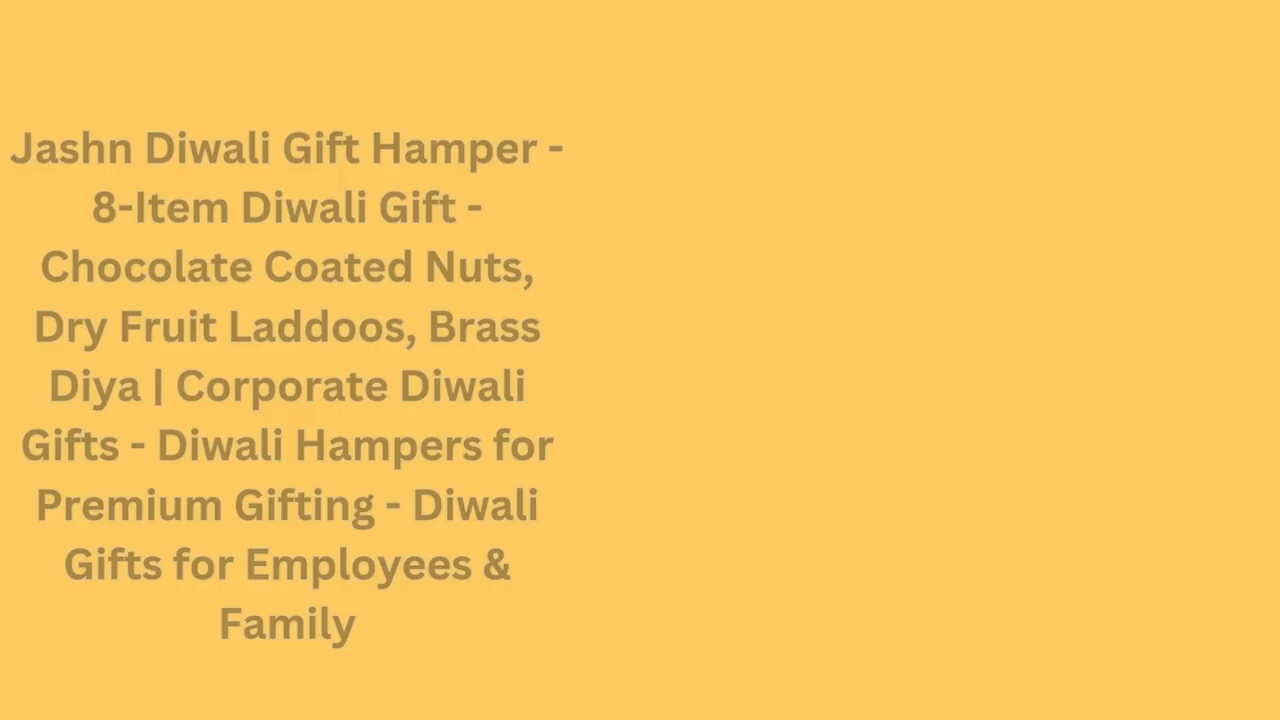 Jashn Diwali Gift Hamper -
8-Item Diwali Gift -
Chocolate Coated Nuts,
Dry Fruit Laddoos, Brass
Diya | Corporate Diwali
Gifts - Diwali Hampers for
Premium Gifting - Diwali
Gifts for Employees &
Family